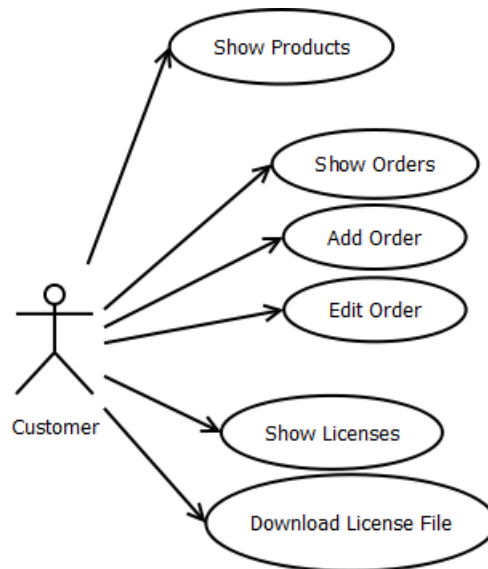 Show Products
Show Orders
Add Order
Edit Order
Customer
Show Licenses
Download License File